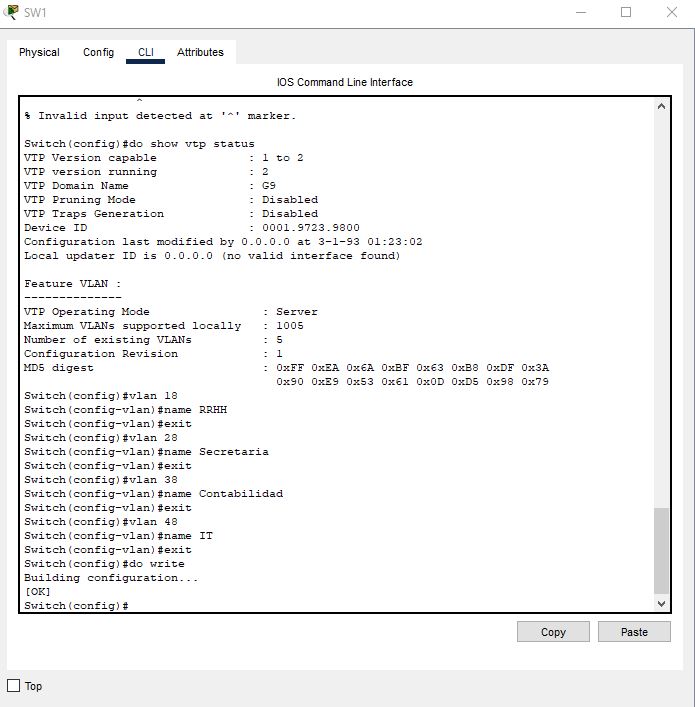 SW1
Physical Config CLI Attributes
IOS Command Line Interface
^
% Invalid input detected at '^' marker.
Switch(config)#do show vtp status
VTP Version capable : 1 to 2
VTP version running : 2
VTP Domain Name : G9
VTP Pruning Mode : Disabled
VTP Traps Generation : Disabled
Device ID : 0001.9723.9800
Configuration last modified by 0.0.0.0 at 3-1-93 01:23:02
Local updater ID is 0.0.0.0 (no valid interface found)
Feature VLAN :
--------------
VTP Operating Mode : Server
Maximum VLANs supported locally : 1005
Number of existing VLANs : 5
Configuration Revision : 1
MD5 digest : 0xFF 0xEA 0x6A 0xBF 0x63 0xB8 0xDF 0x3A
0x90 0xE9 0x53 0x61 0x0D 0xD5 0x98 0x79
Switch(config)#vlan 18
Switch(config-vlan)#name RRHH
Switch(config-vlan)#exit
Switch(config)#vlan 28
Switch(config-vlan)#name Secretaria
Switch(config-vlan)#exit
Switch(config)#vlan 38
Switch(config-vlan)#name Contabilidad
Switch(config-vlan)#exit
Switch(config)#vlan 48
Switch(config-vlan)#name IT
Switch(config-vlan)#exit
Switch(config)#do write
Building configuration...
[OK]
Switch(config)#
Copy Paste
Top